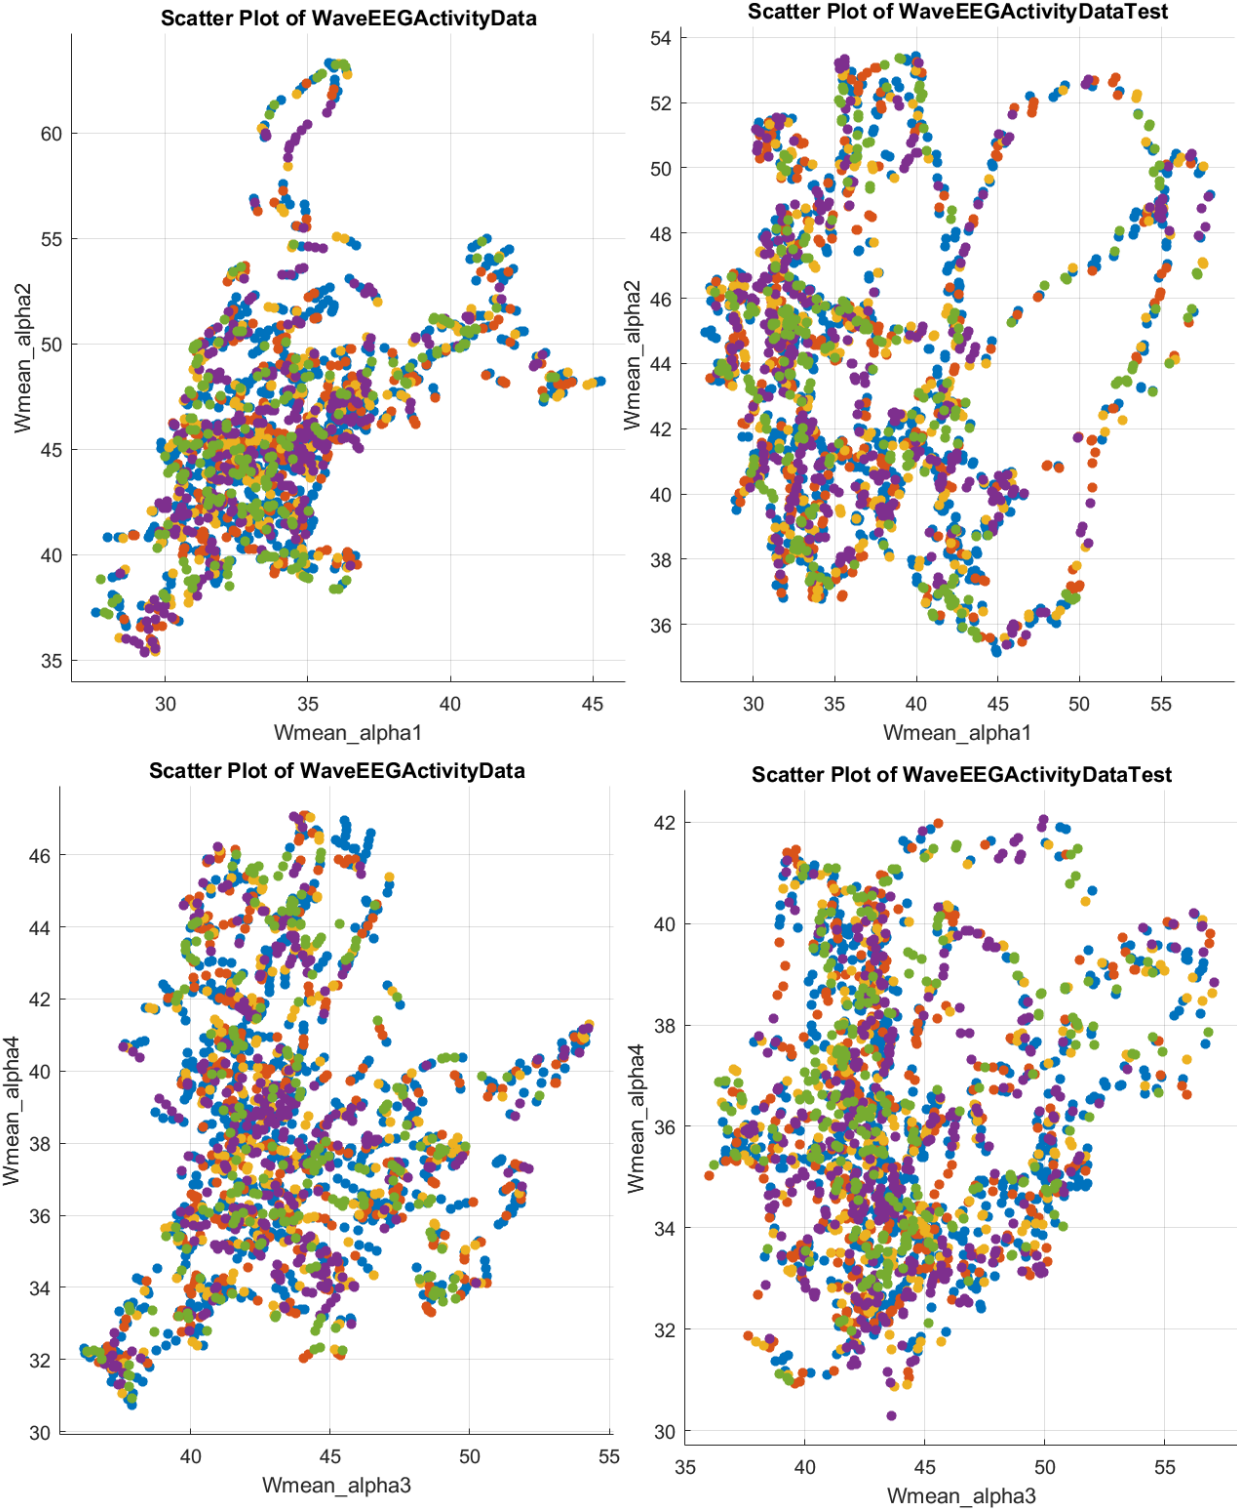 Scatter Plot of WaveEEGActivityData
60
55
50
45
40
35
Wmean_alpha2
30 35 40 45
Wmean_alpha1
Scatter Plot of WaveEEGActivityDataTest
54
52
50
48
46
44
42
40
38
36
Wmean_alpha2
30 35 40 45 50 55
Wmean_alpha1
Scatter Plot of WaveEEGActivityData
46
44
42
40
38
36
34
32
30
Wmean_alpha4
40 45 50 55
Wmean_alpha3
Scatter Plot of WaveEEGActivityDataTest
42
40
38
36
34
32
30
Wmean_alpha4
35 40 45 50 55
Wmean_alpha3